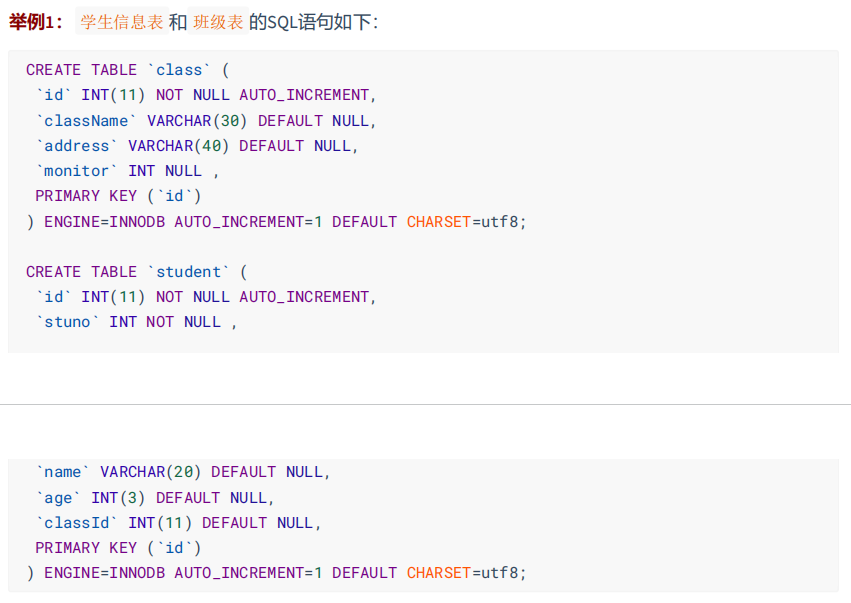 举例1： 学生信息表 和 班级表 的SQL语句如下：
CREATE TABLE `class` (
`id` INT(11) NOT NULL AUTO_INCREMENT,
`className` VARCHAR(30) DEFAULT NULL,
`address` VARCHAR(40) DEFAULT NULL,
`monitor` INT NULL ,
PRIMARY KEY (`id`)
) ENGINE=INNODB AUTO_INCREMENT=1 DEFAULT CHARSET=utf8;
CREATE TABLE `student` (
`id` INT(11) NOT NULL AUTO_INCREMENT,
`stuno` INT NOT NULL ,
`name` VARCHAR(20) DEFAULT NULL,
`age` INT(3) DEFAULT NULL,
`classId` INT(11) DEFAULT NULL,
PRIMARY KEY (`id`)
) ENGINE=INNODB AUTO_INCREMENT=1 DEFAULT CHARSET=utf8;